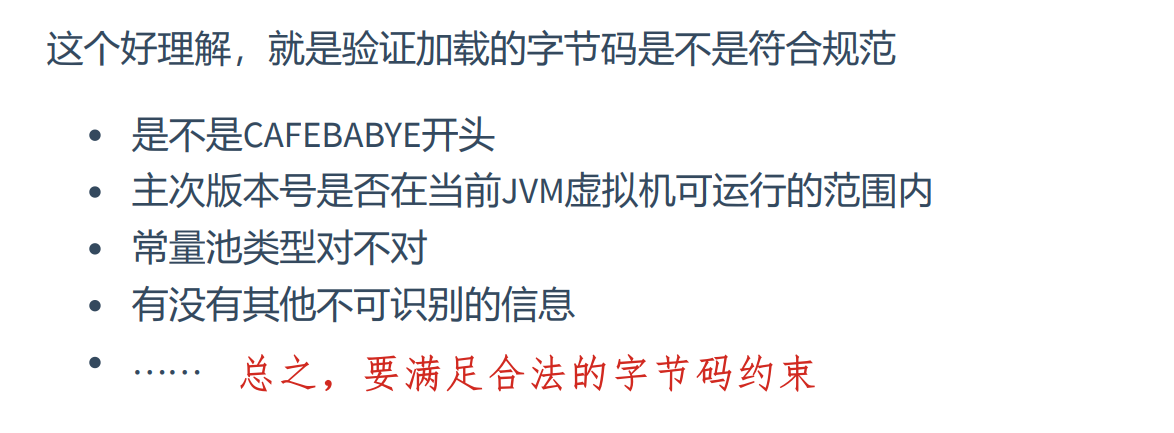 这个好理解，就是验证加载的字节码是不是符合规范
• 是不是CAFEBABYE开头
• 主次版本号是否在当前JVM虚拟机可运行的范围内
• 常量池类型对不对
• 有没有其他不可识别的信息
• …… 总之，要满足合法的字节码约束